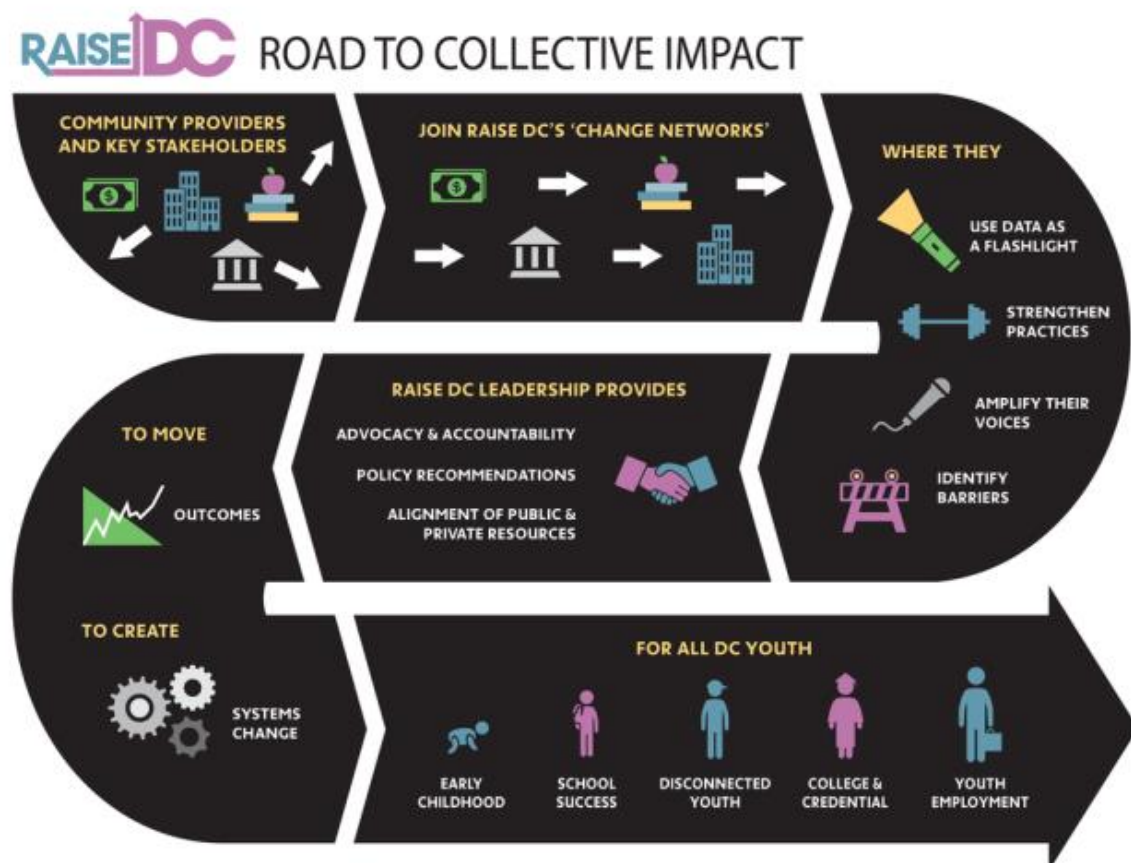 RAISE DC ROAD TO COLLECTIVE IMPACT
COMMUNITY PROVIDERS
AND KEY STAKEHOLDERS
$
JOIN RAISE DC'S 'CHANGE NETWORKS'
$
WHERE THEY
USE DATA AS
A FLASHLIGHT
STRENGTHEN
PRACTICES
AMPLIFY THEIR
VOICES
IDENTIFY
BARRIERS
RAISE DC LEADERSHIP PROVIDES
ADVOCACY & ACCOUNTABILITY
POLICY RECOMMENDATIONS
ALIGNMENT OF PUBLIC &
PRIVATE RESOURCES
TO MOVE
OUTCOMES
TO CREATE
SYSTEMS
CHANGE
FOR ALL DC YOUTH
EARLY
CHILDHOOD
SCHOOL
SUCCESS
DISCONNECTED
YOUTH
COLLEGE &
CREDENTIAL
YOUTH
EMPLOYMENT